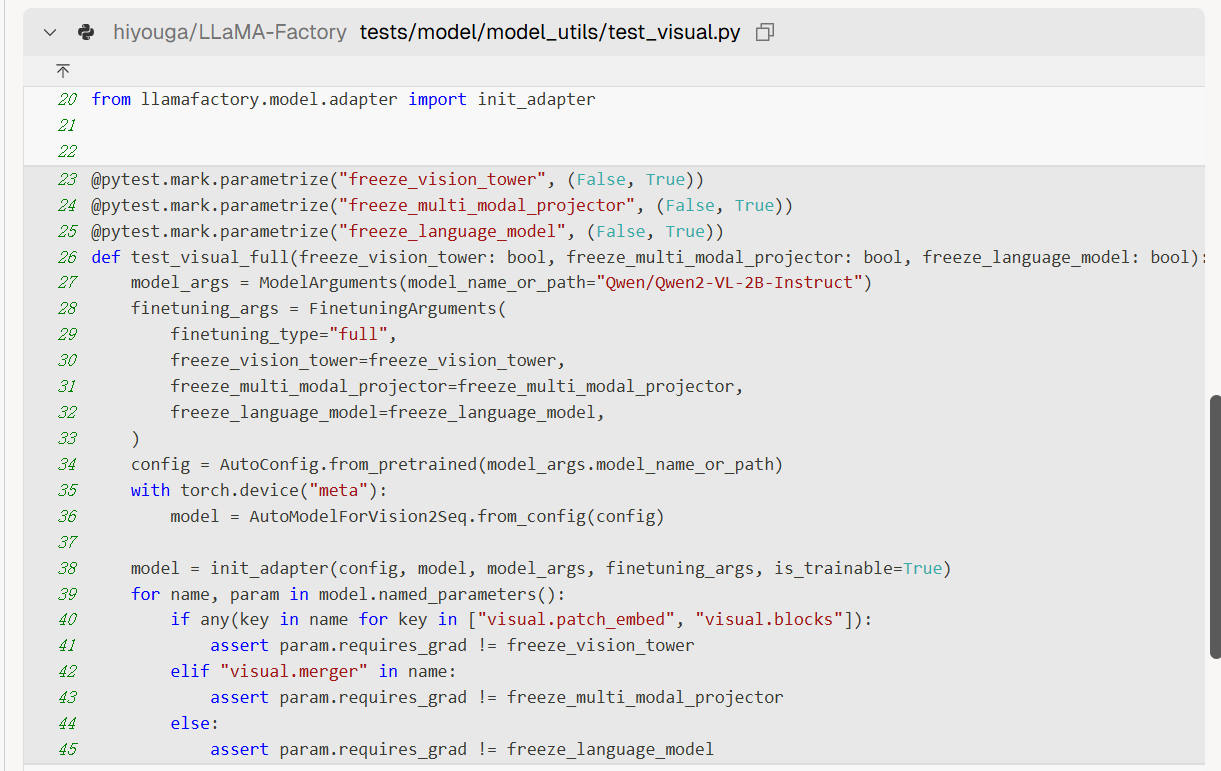 hiyouga/LLaMA-Factory tests/model/model_utils/test_visual.py
20 from llamafactory.model.adapter import init_adapter
21
22
23 @pytest.mark.parametrize("freeze_vision_tower", (False, True))
24 @pytest.mark.parametrize("freeze_multi_modal_projector", (False, True))
25 @pytest.mark.parametrize("freeze_language_model", (False, True))
26 def test_visual_full(freeze_vision_tower: bool, freeze_multi_modal_projector: bool, freeze_language_model: bool):
27     model_args = ModelArguments(model_name_or_path="Qwen/Qwen2-VL-2B-Instruct")
28     finetuning_args = FinetuningArguments(
29         finetuning_type="full",
30         freeze_vision_tower=freeze_vision_tower,
31         freeze_multi_modal_projector=freeze_multi_modal_projector,
32         freeze_language_model=freeze_language_model,
33     )
34     config = AutoConfig.from_pretrained(model_args.model_name_or_path)
35     with torch.device("meta"):
36         model = AutoModelForVision2Seq.from_config(config)
37
38     model = init_adapter(config, model, model_args, finetuning_args, is_trainable=True)
39     for name, param in model.named_parameters():
40         if any(key in name for key in ["visual.patch_embed", "visual.blocks"]):
41             assert param.requires_grad != freeze_vision_tower
42         elif "visual.merger" in name:
43             assert param.requires_grad != freeze_multi_modal_projector
44         else:
45             assert param.requires_grad != freeze_language_model